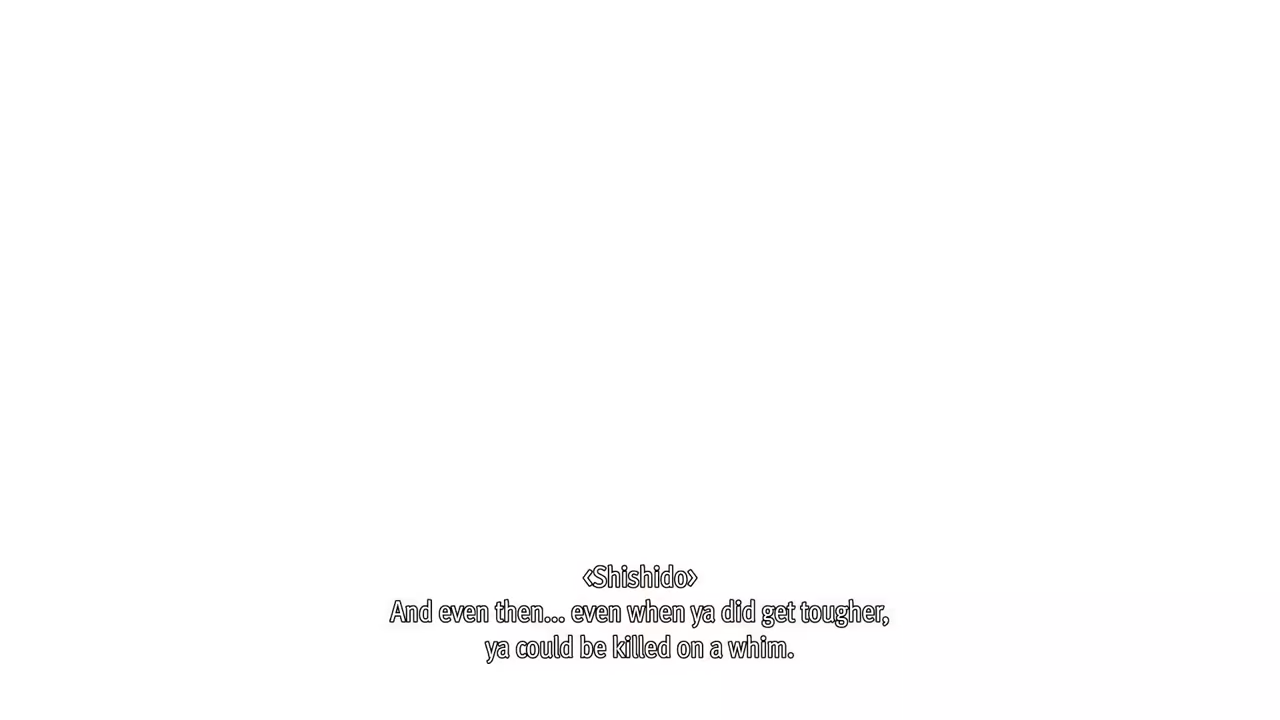 <Shishido>
And even then... even when ya did get tougher,
ya could be killed on a whim.